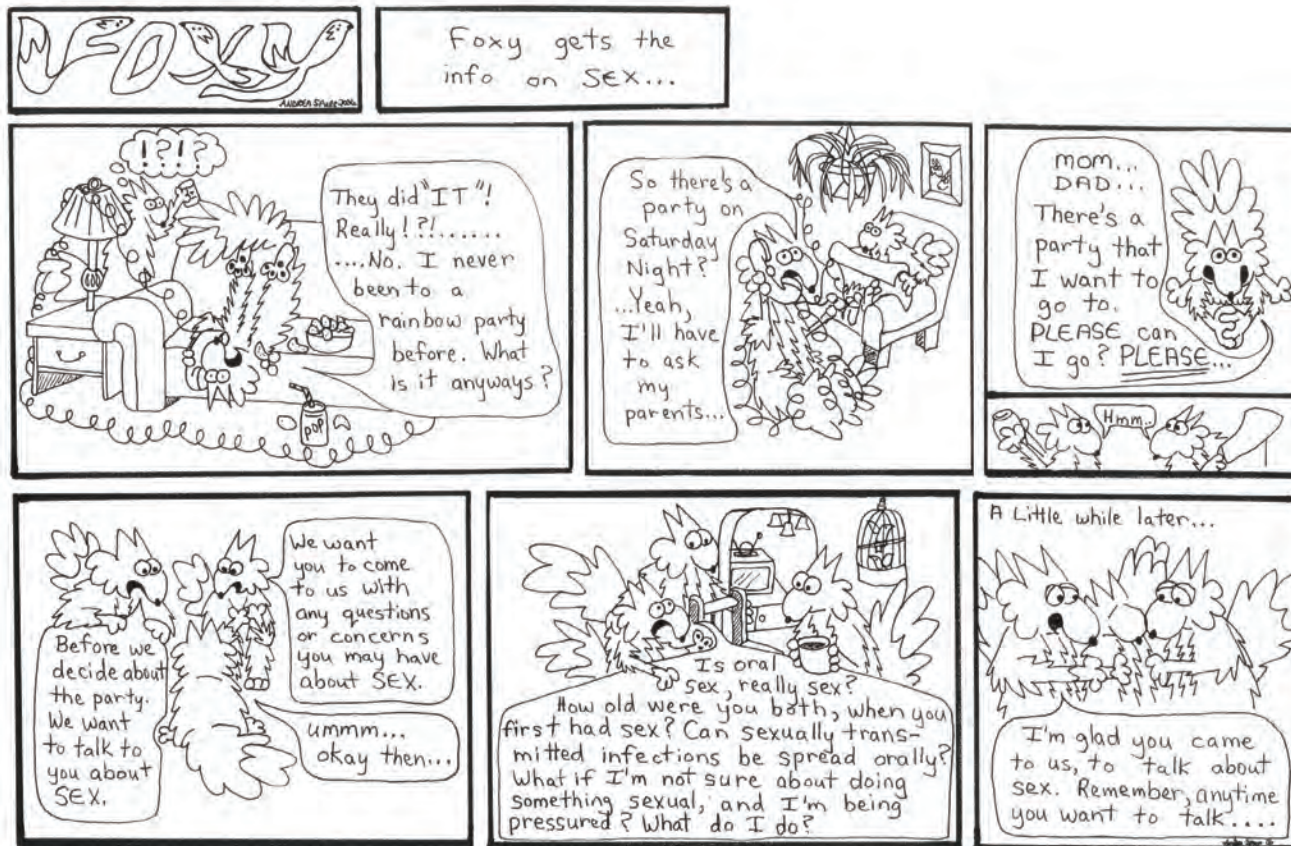 FOXY
Foxy gets the
info on SEX...
!?!?
They did "IT"!
Really!?!.......
....No. I never
been to a
rainbow party
before. What
is it anyways?
POP
So there's a
party on
Saturday
Night?
...Yeah,
I'll have
to ask
my
parents...
mom...
DAD...
There's a
party that
I want to
go to.
PLEASE can
I go? PLEASE...
Hmm..
Before we
decide about
the party.
We want
to talk to
you about
SEX.
We want
you to come
to us with
any questions
or concerns
you may have
about SEX.
ummm...
okay then...
Is oral
sex, really sex?
How old were you both, when you
first had sex? Can sexually trans-
mitted infections be spread orally?
What if I'm not sure about doing
something sexual, and I'm being
pressured? What do I do?
A Little while later...
I'm glad you came
to us, to talk about
sex. Remember, anytime
you want to talk....